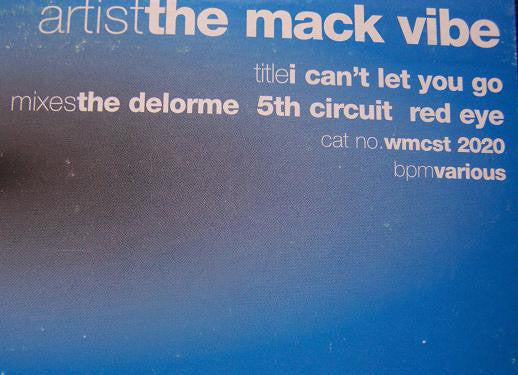 artistthe mack vibe
titlei can't let you go
mixesthe delorme 5th circuit red eye
cat no.wmcst 2020
bpmvarious